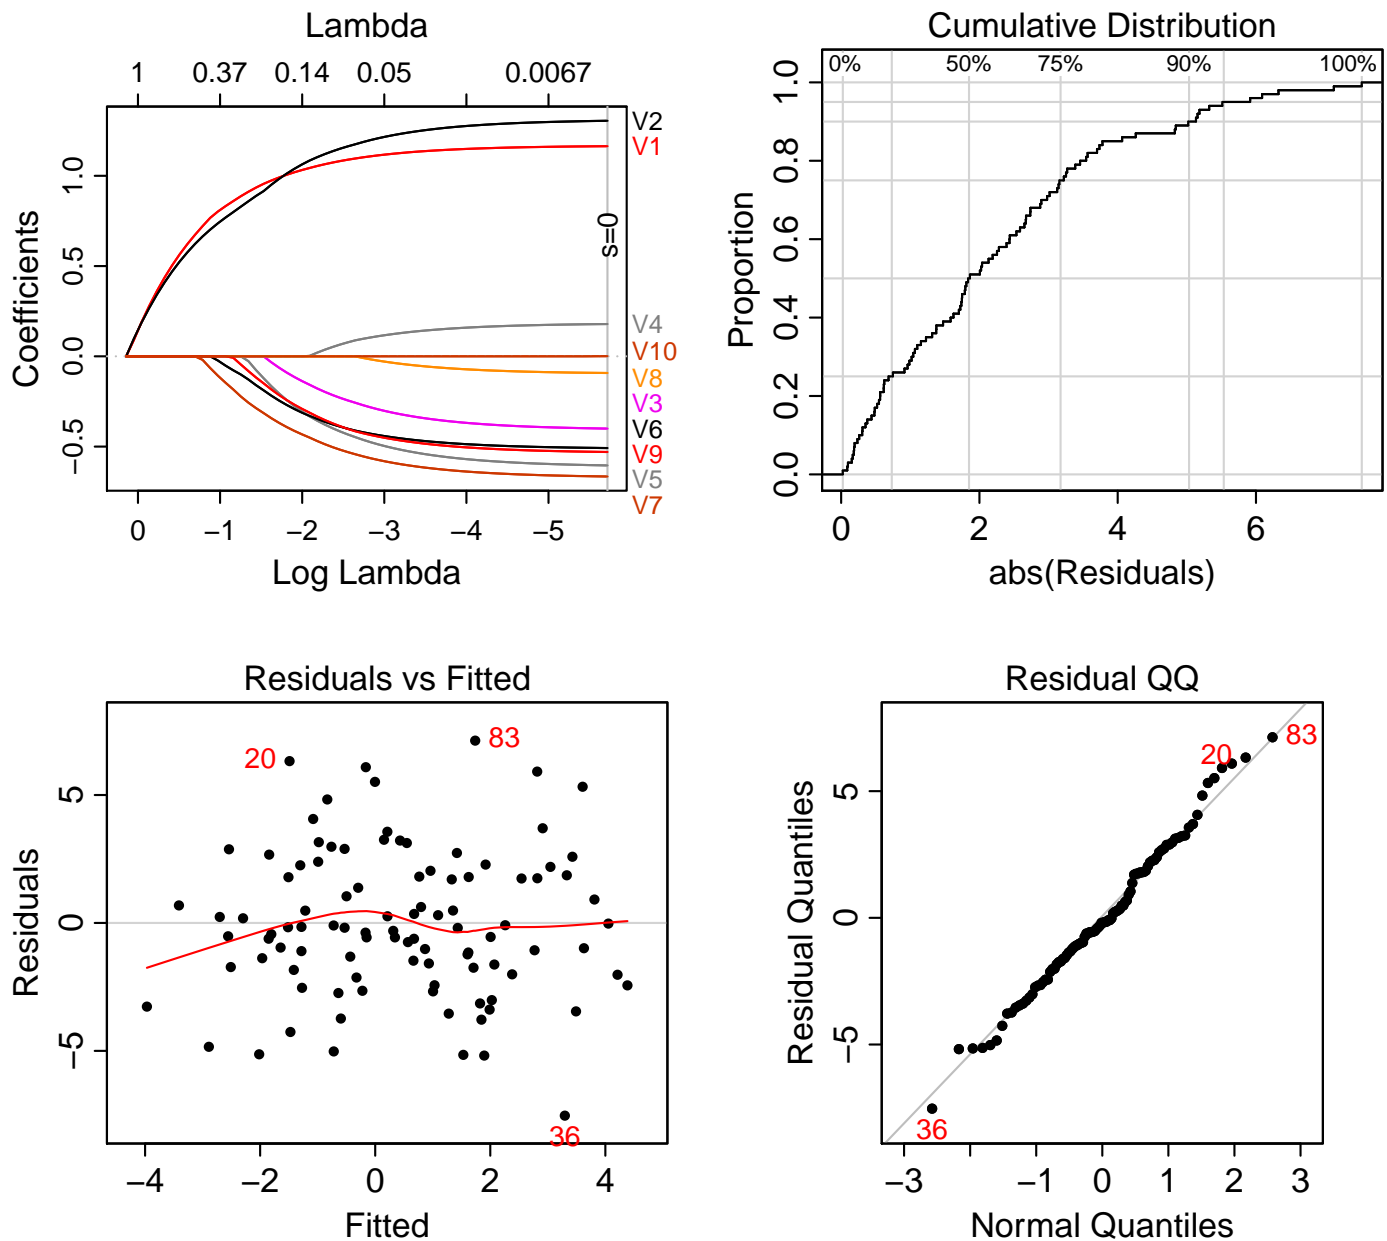 Lambda
1 0.37 0.14 0.05 0.0067
Coefficients
1.0
0.5
0.0
−0.5
s=0
V2
V1
V4
V10
V8
V3
V6
V9
V5
V7
0 −1 −2 −3 −4 −5
Log Lambda
Cumulative Distribution
0% 50% 75% 90% 100%
Proportion
1.0
0.8
0.6
0.4
0.2
0.0
0 2 4 6
abs(Residuals)
Residuals vs Fitted
Residuals
5
0
−5
20
83
36
−4 −2 0 2 4
Fitted
Residual QQ
Residual Quantiles
5
0
−5
20
83
36
−3 −1 0 1 2 3
Normal Quantiles